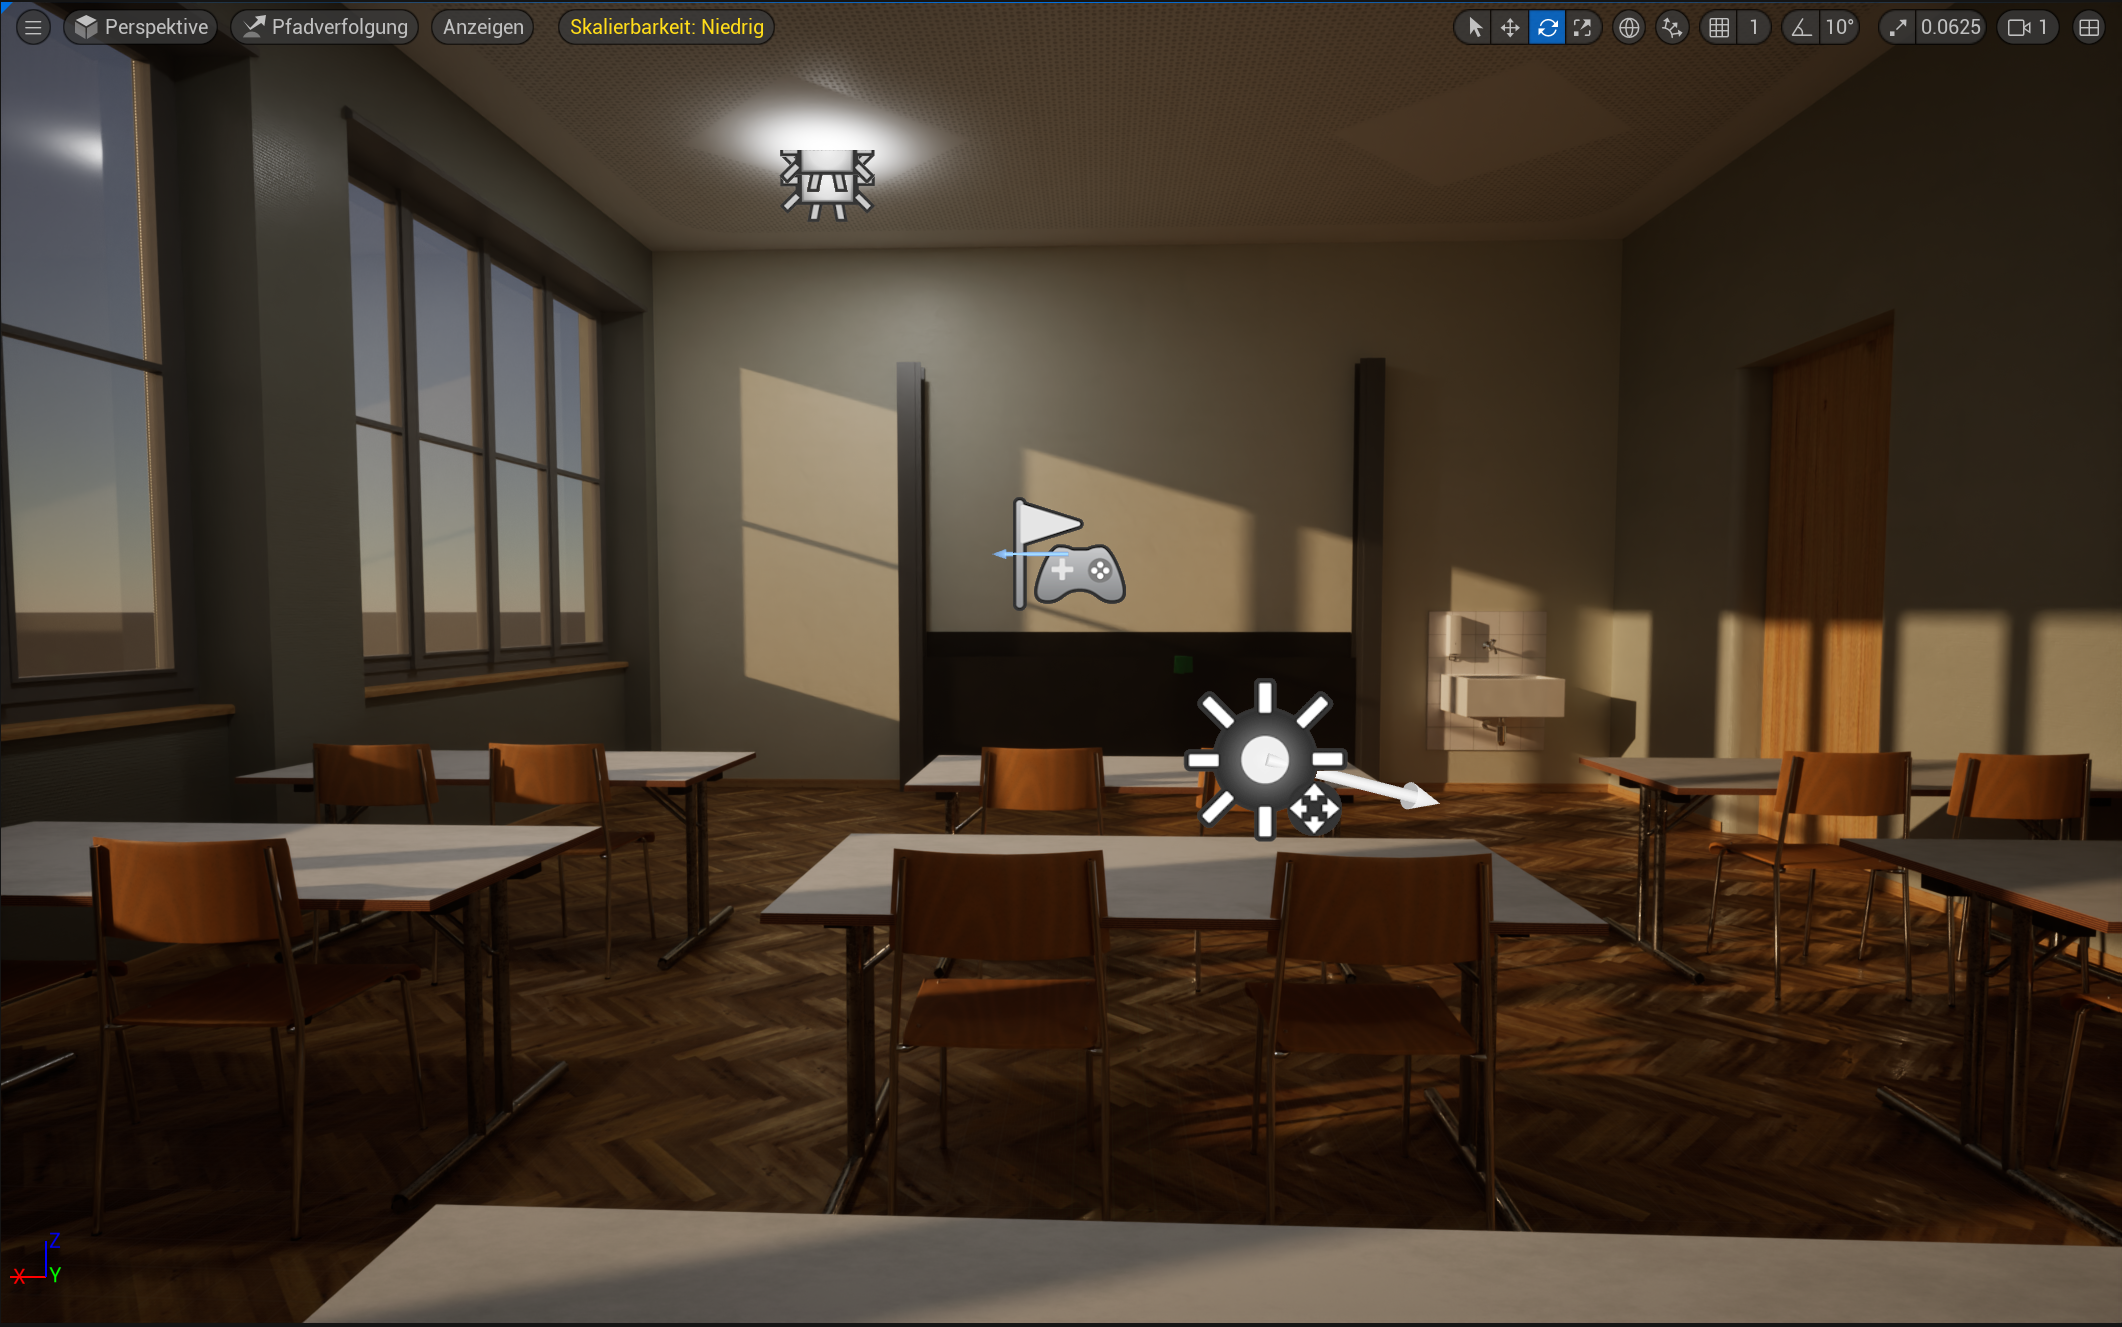 Perspektive Pfadverfolgung Anzeigen Skalierbarkeit: Niedrig 1 10° 0.0625 1
Z
X Y